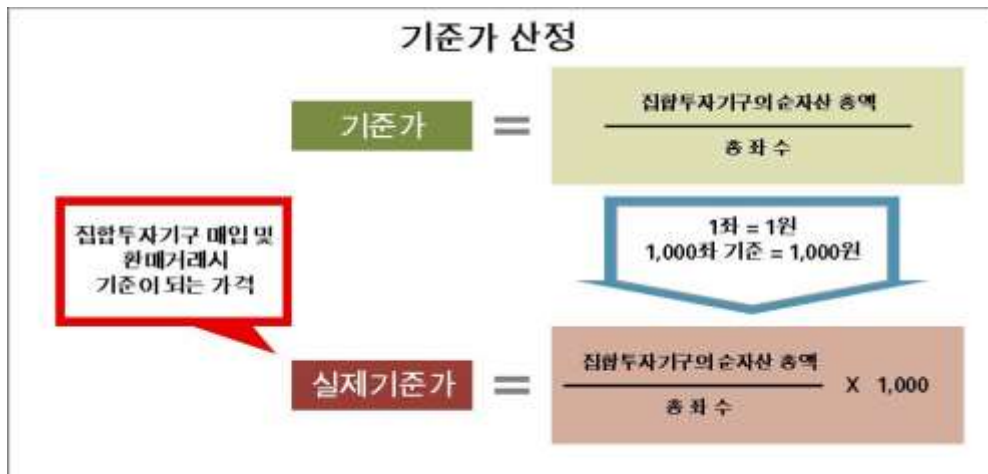 기준가 산정
기준가 = 집합투자기구의 순자산 총액
총 좌 수
집합투자기구 매입 및
환매거래시
기준이 되는 가격
1좌 = 1원
1,000좌 기준 = 1,000원
실제기준가 = 집합투자기구의 순자산 총액
총 좌 수
X 1,000